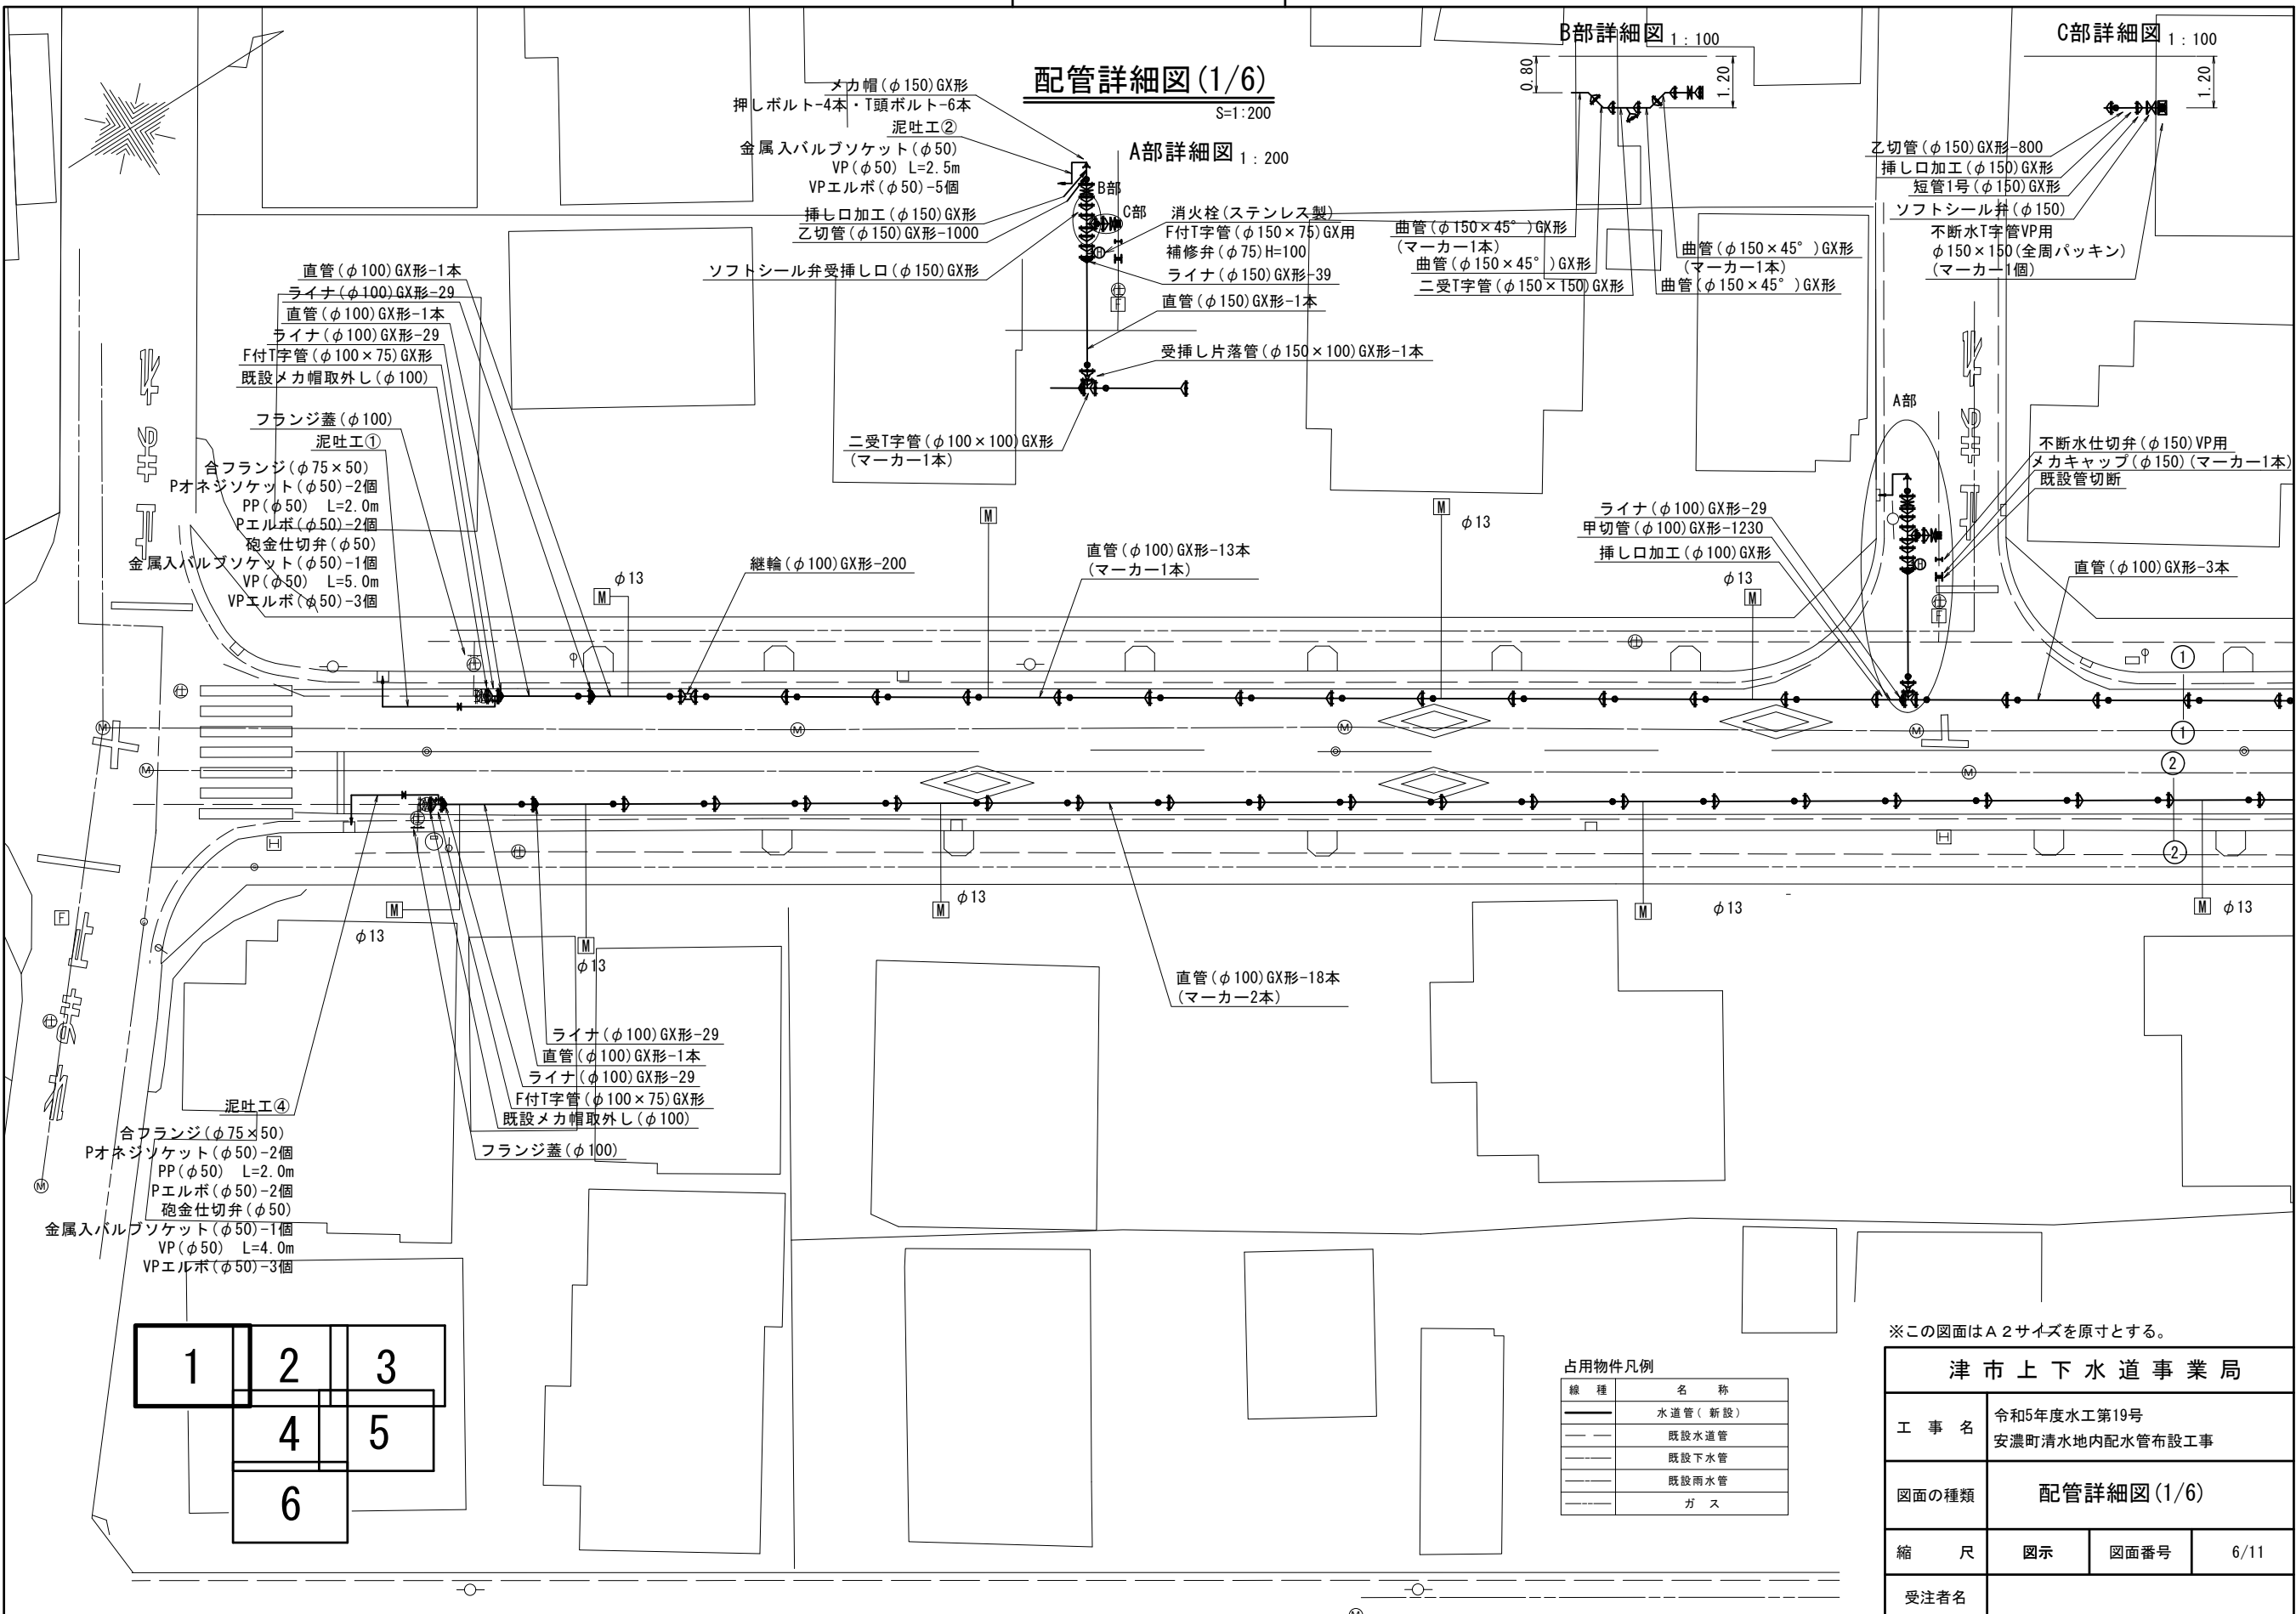 配管詳細図(1/6)
S=1:200
メカ帽(φ150)GX形
押しボルト-4本・T頭ボルト-6本
泥吐工②
金属入バルブソケット(φ50)
VP(φ50) L=2.5m
VPエルボ(φ50)-5個
挿し口加工(φ150)GX形
乙切管(φ150)GX形-1000
ソフトシール弁受挿し口(φ150)GX形
A部詳細図 1:200
B部
C部
消火栓(ステンレス製)
F付T字管(φ150×75)GX用
補修弁(φ75)H=100
ライナ(φ150)GX形-39
直管(φ150)GX形-1本
受挿し片落管(φ150×100)GX形-1本
二受T字管(φ100×100)GX形
(マーカー1本)
F
B部詳細図 1:100
0.80
1.20
曲管(φ150×45°)GX形
(マーカー1本)
曲管(φ150×45°)GX形
二受T字管(φ150×150)GX形
曲管(φ150×45°)GX形
(マーカー1本)
曲管(φ150×45°)GX形
C部詳細図 1:100
1.20
乙切管(φ150)GX形-800
挿し口加工(φ150)GX形
短管1号(φ150)GX形
ソフトシール弁(φ150)
不断水T字管VP用
φ150×150(全周パッキン)
(マーカー1個)
直管(φ100)GX形-1本
ライナ(φ100)GX形-29
直管(φ100)GX形-1本
ライナ(φ100)GX形-29
F付T字管(φ100×75)GX形
既設メカ帽取外し(φ100)
フランジ蓋(φ100)
泥吐工①
合フランジ(φ75×50)
Pオネジソケット(φ50)-2個
PP(φ50) L=2.0m
Pエルボ(φ50)-2個
砲金仕切弁(φ50)
金属入バルブソケット(φ50)-1個
VP(φ50) L=5.0m
VPエルボ(φ50)-3個
M
φ13
継輪(φ100)GX形-200
M
直管(φ100)GX形-13本
(マーカー1本)
M
φ13
ライナ(φ100)GX形-29
甲切管(φ100)GX形-1230
挿し口加工(φ100)GX形
φ13
M
A部
不断水仕切弁(φ150)VP用
メカキャップ(φ150)(マーカー1本)
既設管切断
直管(φ100)GX形-3本
F
止
止
①
①
②
②
M
φ13
M
φ13
M
φ13
M
φ13
M
φ13
F
直管(φ100)GX形-18本
(マーカー2本)
ライナ(φ100)GX形-29
直管(φ100)GX形-1本
ライナ(φ100)GX形-29
F付T字管(φ100×75)GX形
既設メカ帽取外し(φ100)
フランジ蓋(φ100)
泥吐工④
合フランジ(φ75×50)
Pオネジソケット(φ50)-2個
PP(φ50) L=2.0m
Pエルボ(φ50)-2個
砲金仕切弁(φ50)
金属入バルブソケット(φ50)-1個
VP(φ50) L=4.0m
VPエルボ(φ50)-3個
1
2
3
4
5
6
占用物件凡例
線種 名称
水道管(新設)
既設水道管
既設下水管
既設雨水管
ガス
※この図面はA2サイズを原寸とする。
津市上下水道事業局
工事名
令和5年度水工第19号
安濃町清水地内配水管布設工事
図面の種類 配管詳細図(1/6)
縮尺 図示 図面番号 6/11
受注者名